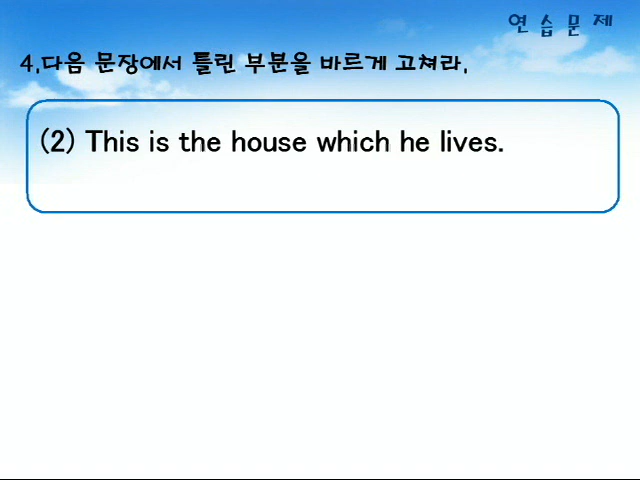 연습문제
4.다음 문장에서 틀린 부분을 바르게 고쳐라.
(2) This is the house which he lives.